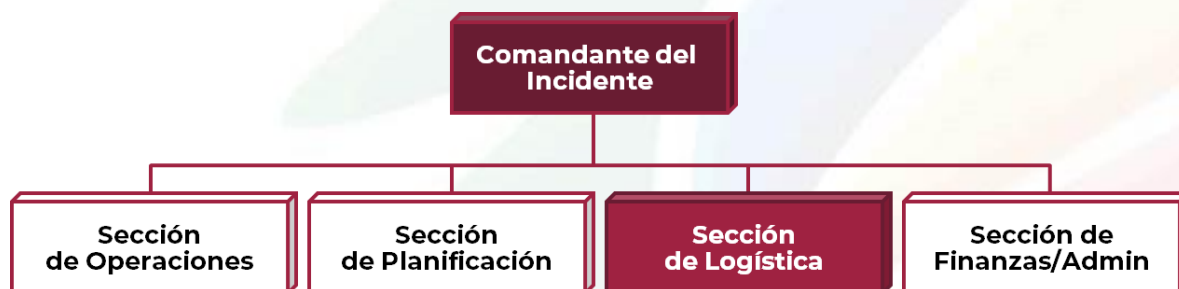 Comandante del
Incidente
Sección
de Operaciones
Sección
de Planificación
Sección
de Logística
Sección de
Finanzas/Admin